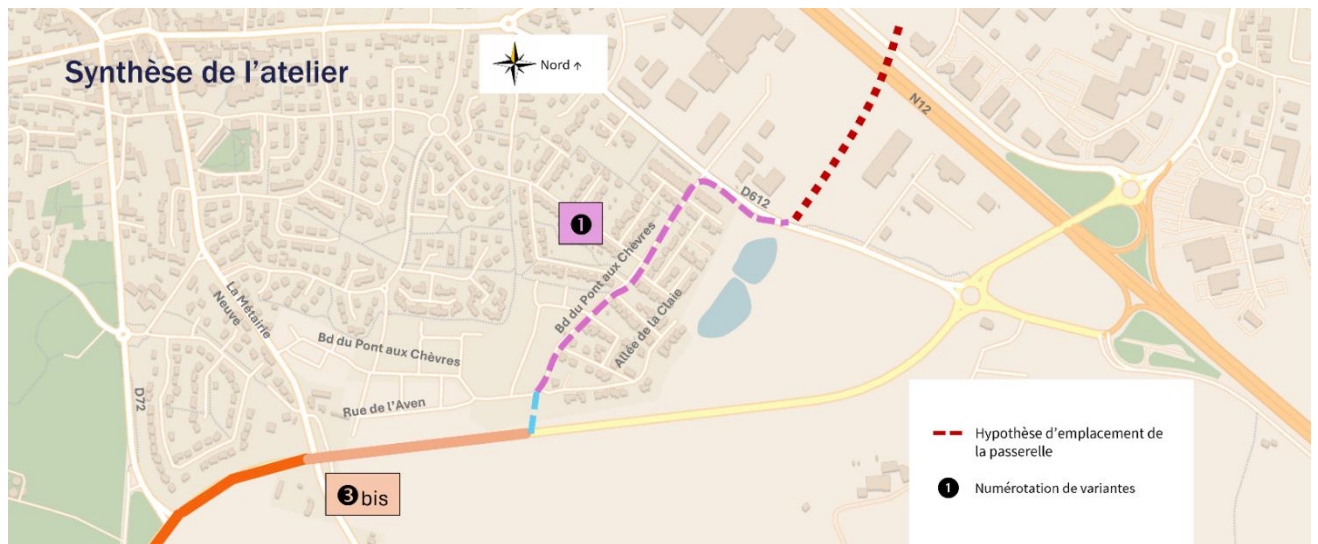 Synthèse de l'atelier
Nord ↑
N12
D612
❶
Bd du Pont aux Chèvres
Allée de la Claie
La Métairie
Neuve
Bd du Pont aux Chèvres
D72
Rue de l'Aven
❸bis
Hypothèse d'emplacement de
la passerelle
❶ Numérotation de variantes